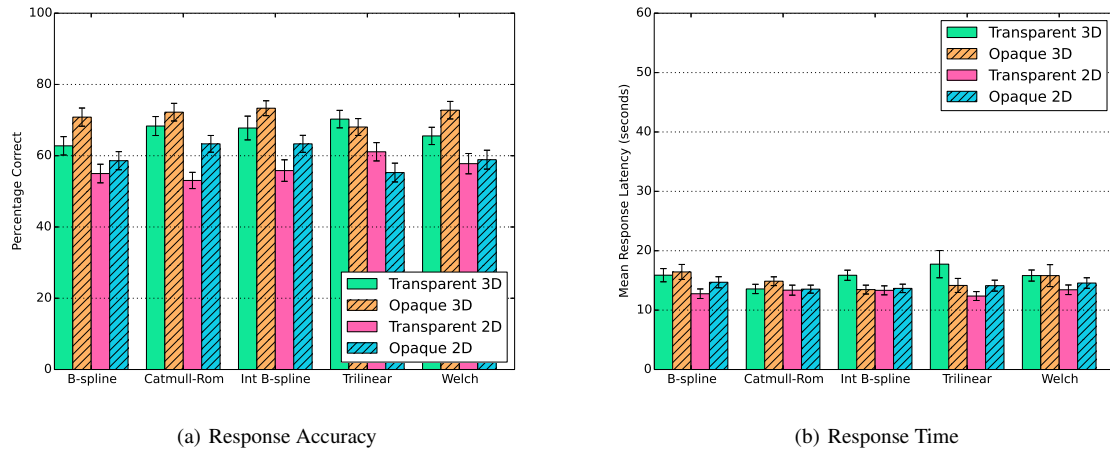 100
80
60
40
20
0
Percentage Correct
Transparent 3D
Opaque 3D
Transparent 2D
Opaque 2D
B-spline Catmull-Rom Int B-spline Trilinear Welch
(a) Response Accuracy
60
50
40
30
20
10
0
Mean Response Latency (seconds)
Transparent 3D
Opaque 3D
Transparent 2D
Opaque 2D
B-spline Catmull-Rom Int B-spline Trilinear Welch
(b) Response Time